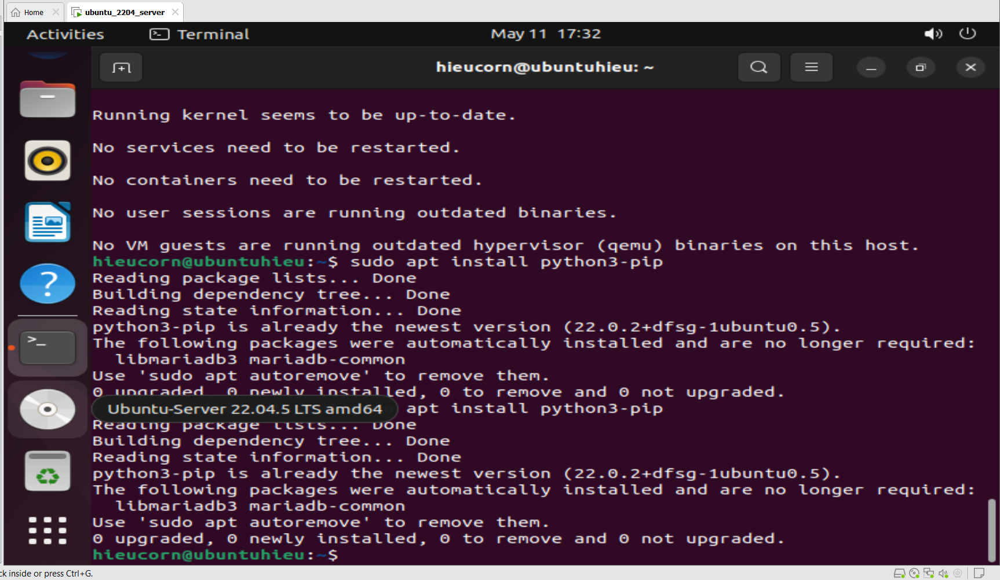 Home
ubuntu_2204_server
Activities
Terminal
May 11 17:32
hieucorn@ubuntuhieu: ~
Running kernel seems to be up-to-date.
No services need to be restarted.
No containers need to be restarted.
No user sessions are running outdated binaries.
No VM guests are running outdated hypervisor (qemu) binaries on this host.
hieucorn@ubuntuhieu:~$ sudo apt install python3-pip
Reading package lists... Done
Building dependency tree... Done
Reading state information... Done
python3-pip is already the newest version (22.0.2+dfsg-1ubuntu0.5).
The following packages were automatically installed and are no longer required:
libmariadb3 mariadb-common
Use 'sudo apt autoremove' to remove them.
0 upgraded, 0 newly installed, 0 to remove and 0 not upgraded.
Ubuntu-Server 22.04.5 LTS amd64
apt install python3-pip
Reading package lists... Done
Building dependency tree... Done
Reading state information... Done
python3-pip is already the newest version (22.0.2+dfsg-1ubuntu0.5).
The following packages were automatically installed and are no longer required:
libmariadb3 mariadb-common
Use 'sudo apt autoremove' to remove them.
0 upgraded, 0 newly installed, 0 to remove and 0 not upgraded.
hieucorn@ubuntuhieu:~$
inside or press Ctrl+G.